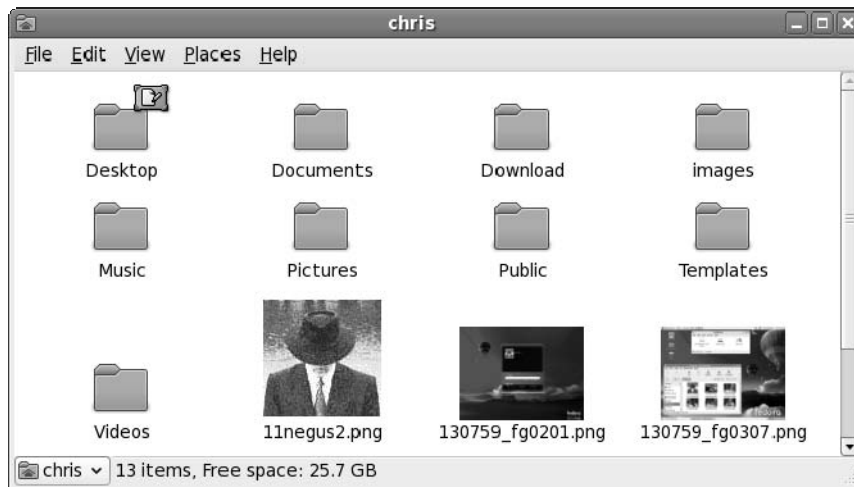 chris
File Edit View Places Help
Desktop Documents Download images
Music Pictures Public Templates
Videos 11negus2.png 130759_fg0201.png 130759_fg0307.png
chris 13 items, Free space: 25.7 GB